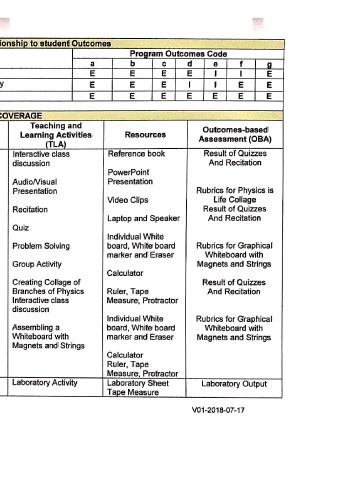 ionship to student Outcomes
Program Outcomes Code
a b c d e f g
E E E E I I E
y E E E I I E E
E E E E E E E
COVERAGE
Teaching and
Learning Activities
(TLA)
Resources
Outcomes-based
Assessment (OBA)
Interactive class
discussion
Audio/Visual
Presentation
Recitation
Quiz
Problem Solving
Group Activity
Creating Collage of
Branches of Physics
Interactive class
discussion
Assembling a
Whiteboard with
Magnets and Strings
Reference book
PowerPoint
Presentation
Video Clips
Laptop and Speaker
Individual White
board, White board
marker and Eraser
Calculator
Ruler, Tape
Measure, Protractor
Individual White
board, White board
marker and Eraser
Calculator
Ruler, Tape
Measure, Protractor
Result of Quizzes
And Recitation
Rubrics for Physics is
Life Collage
Result of Quizzes
And Recitation
Rubrics for Graphical
Whiteboard with
Magnets and Strings
Result of Quizzes
And Recitation
Rubrics for Graphical
Whiteboard with
Magnets and Strings
Laboratory Activity
Laboratory Sheet
Tape Measure
Laboratory Output
V01-2018-07-17